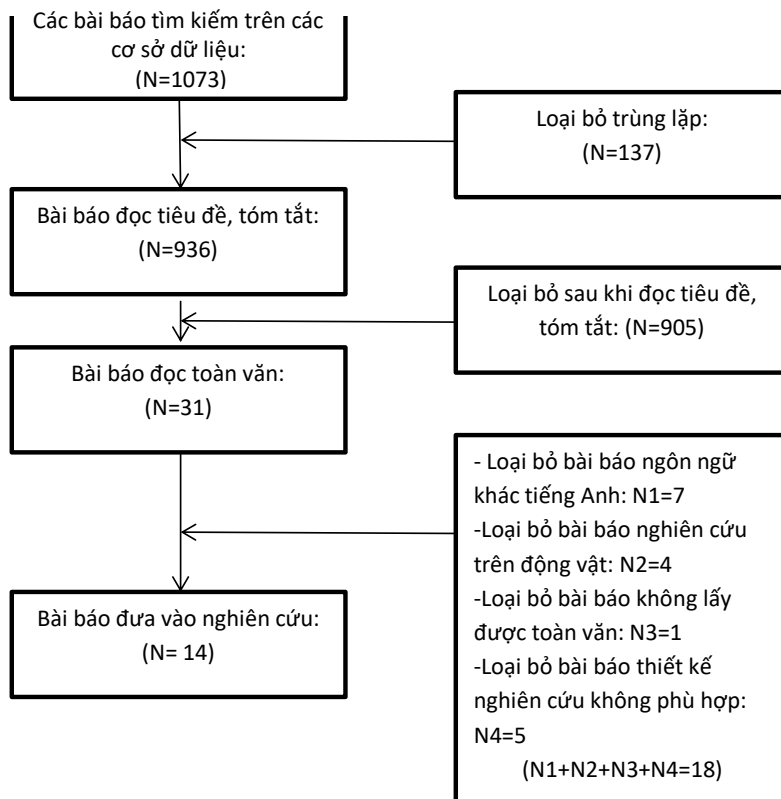 Các bài báo tìm kiếm trên các
cơ sở dữ liệu:
(N=1073)
Loại bỏ trùng lặp:
(N=137)
Bài báo đọc tiêu đề, tóm tắt:
(N=936)
Loại bỏ sau khi đọc tiêu đề,
tóm tắt: (N=905)
Bài báo đọc toàn văn:
(N=31)
- Loại bỏ bài báo ngôn ngữ
khác tiếng Anh: N1=7
-Loại bỏ bài báo nghiên cứu
trên động vật: N2=4
-Loại bỏ bài báo không lấy
được toàn văn: N3=1
-Loại bỏ bài báo thiết kế
nghiên cứu không phù hợp:
N4=5
(N1+N2+N3+N4=18)
Bài báo đưa vào nghiên cứu:
(N= 14)